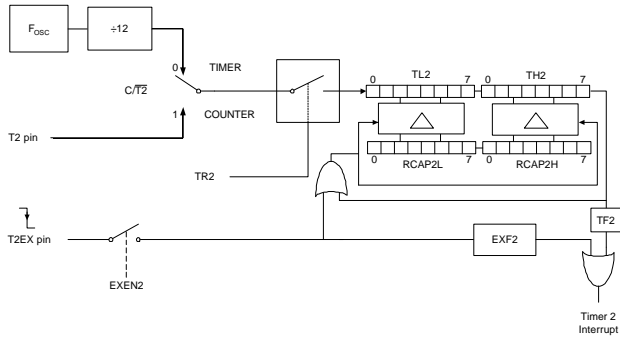 FOSC
÷12
0
TIMER
C/T2
1
COUNTER
T2 pin
TR2
0
TL2
7
0
TH2
7
0
RCAP2L
7
0
RCAP2H
7
TF2
T2EX pin
EXEN2
EXF2
Timer 2
Interrupt